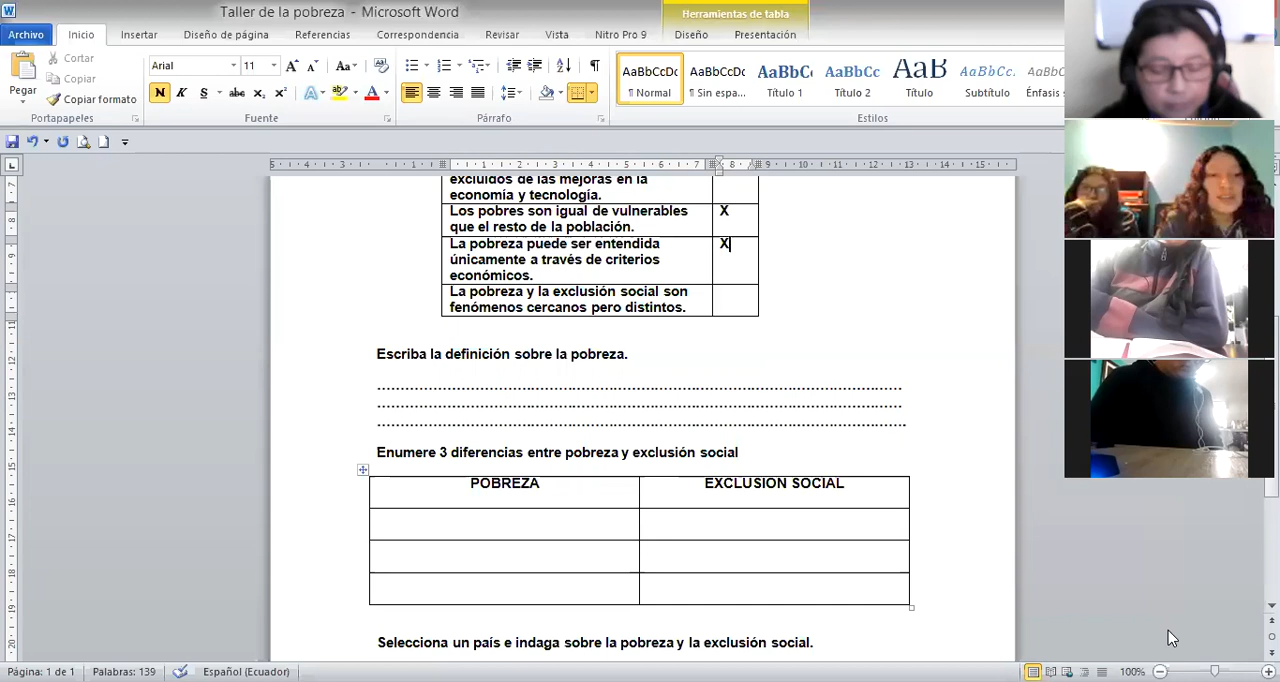 Taller de la pobreza - Microsoft Word
Herramientas de tabla
Archivo Inicio Insertar Diseño de página Referencias Correspondencia Revisar Vista Nitro Pro 9 Diseño Presentación
Pegar
Cortar
Copiar
Copiar formato
Portapapeles
Arial 11
N K S abc x₂ x²
Fuente
Párrafo
AaBbCcDc AaBbCcDc AaBbC AaBbCc AaB AaBbCcD
¶ Normal ¶ Sin espa... Título 1 Título 2 Título Subtítulo Énfasis
Estilos
excluidos de las mejoras en la
economía y tecnología.
Los pobres son igual de vulnerables X
que el resto de la población.
La pobreza puede ser entendida X
únicamente a través de criterios
económicos.
La pobreza y la exclusión social son
fenómenos cercanos pero distintos.
Escriba la definición sobre la pobreza.
Enumere 3 diferencias entre pobreza y exclusión social
POBREZA EXCLUSION SOCIAL
Selecciona un país e indaga sobre la pobreza y la exclusión social.
Página: 1 de 1 Palabras: 139 Español (Ecuador) 100%